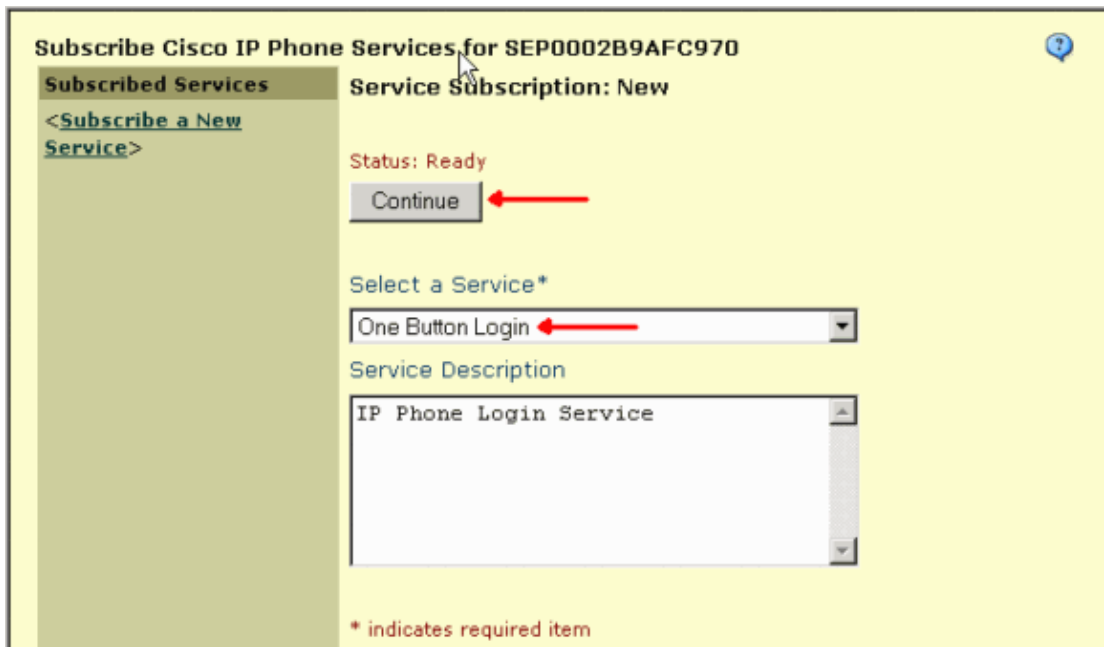 Subscribe Cisco IP Phone Services for SEP0002B9AFC970
Subscribed Services
<Subscribe a New
Service>
Service Subscription: New
Status: Ready
Continue
Select a Service*
One Button Login
Service Description
IP Phone Login Service
* indicates required item